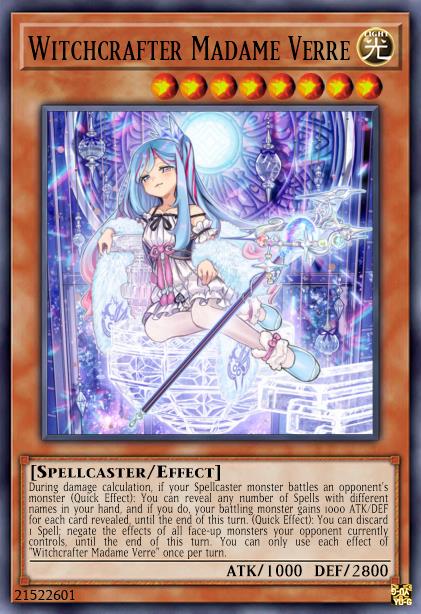 WITCHCRAFTER MADAME VERRE
LIGHT
光
[SPELLCASTER/EFFECT]
During damage calculation, if your Spellcaster monster battles an opponent's
monster (Quick Effect): You can reveal any number of Spells with different
names in your hand, and if you do, your battling monster gains 1000 ATK/DEF
for each card revealed, until the end of this turn. (Quick Effect): You can discard
1 Spell; negate the effects of all face-up monsters your opponent currently
controls, until the end of this turn. You can only use each effect of
"Witchcrafter Madame Verre" once per turn.
ATK/1000 DEF/2800
21522601